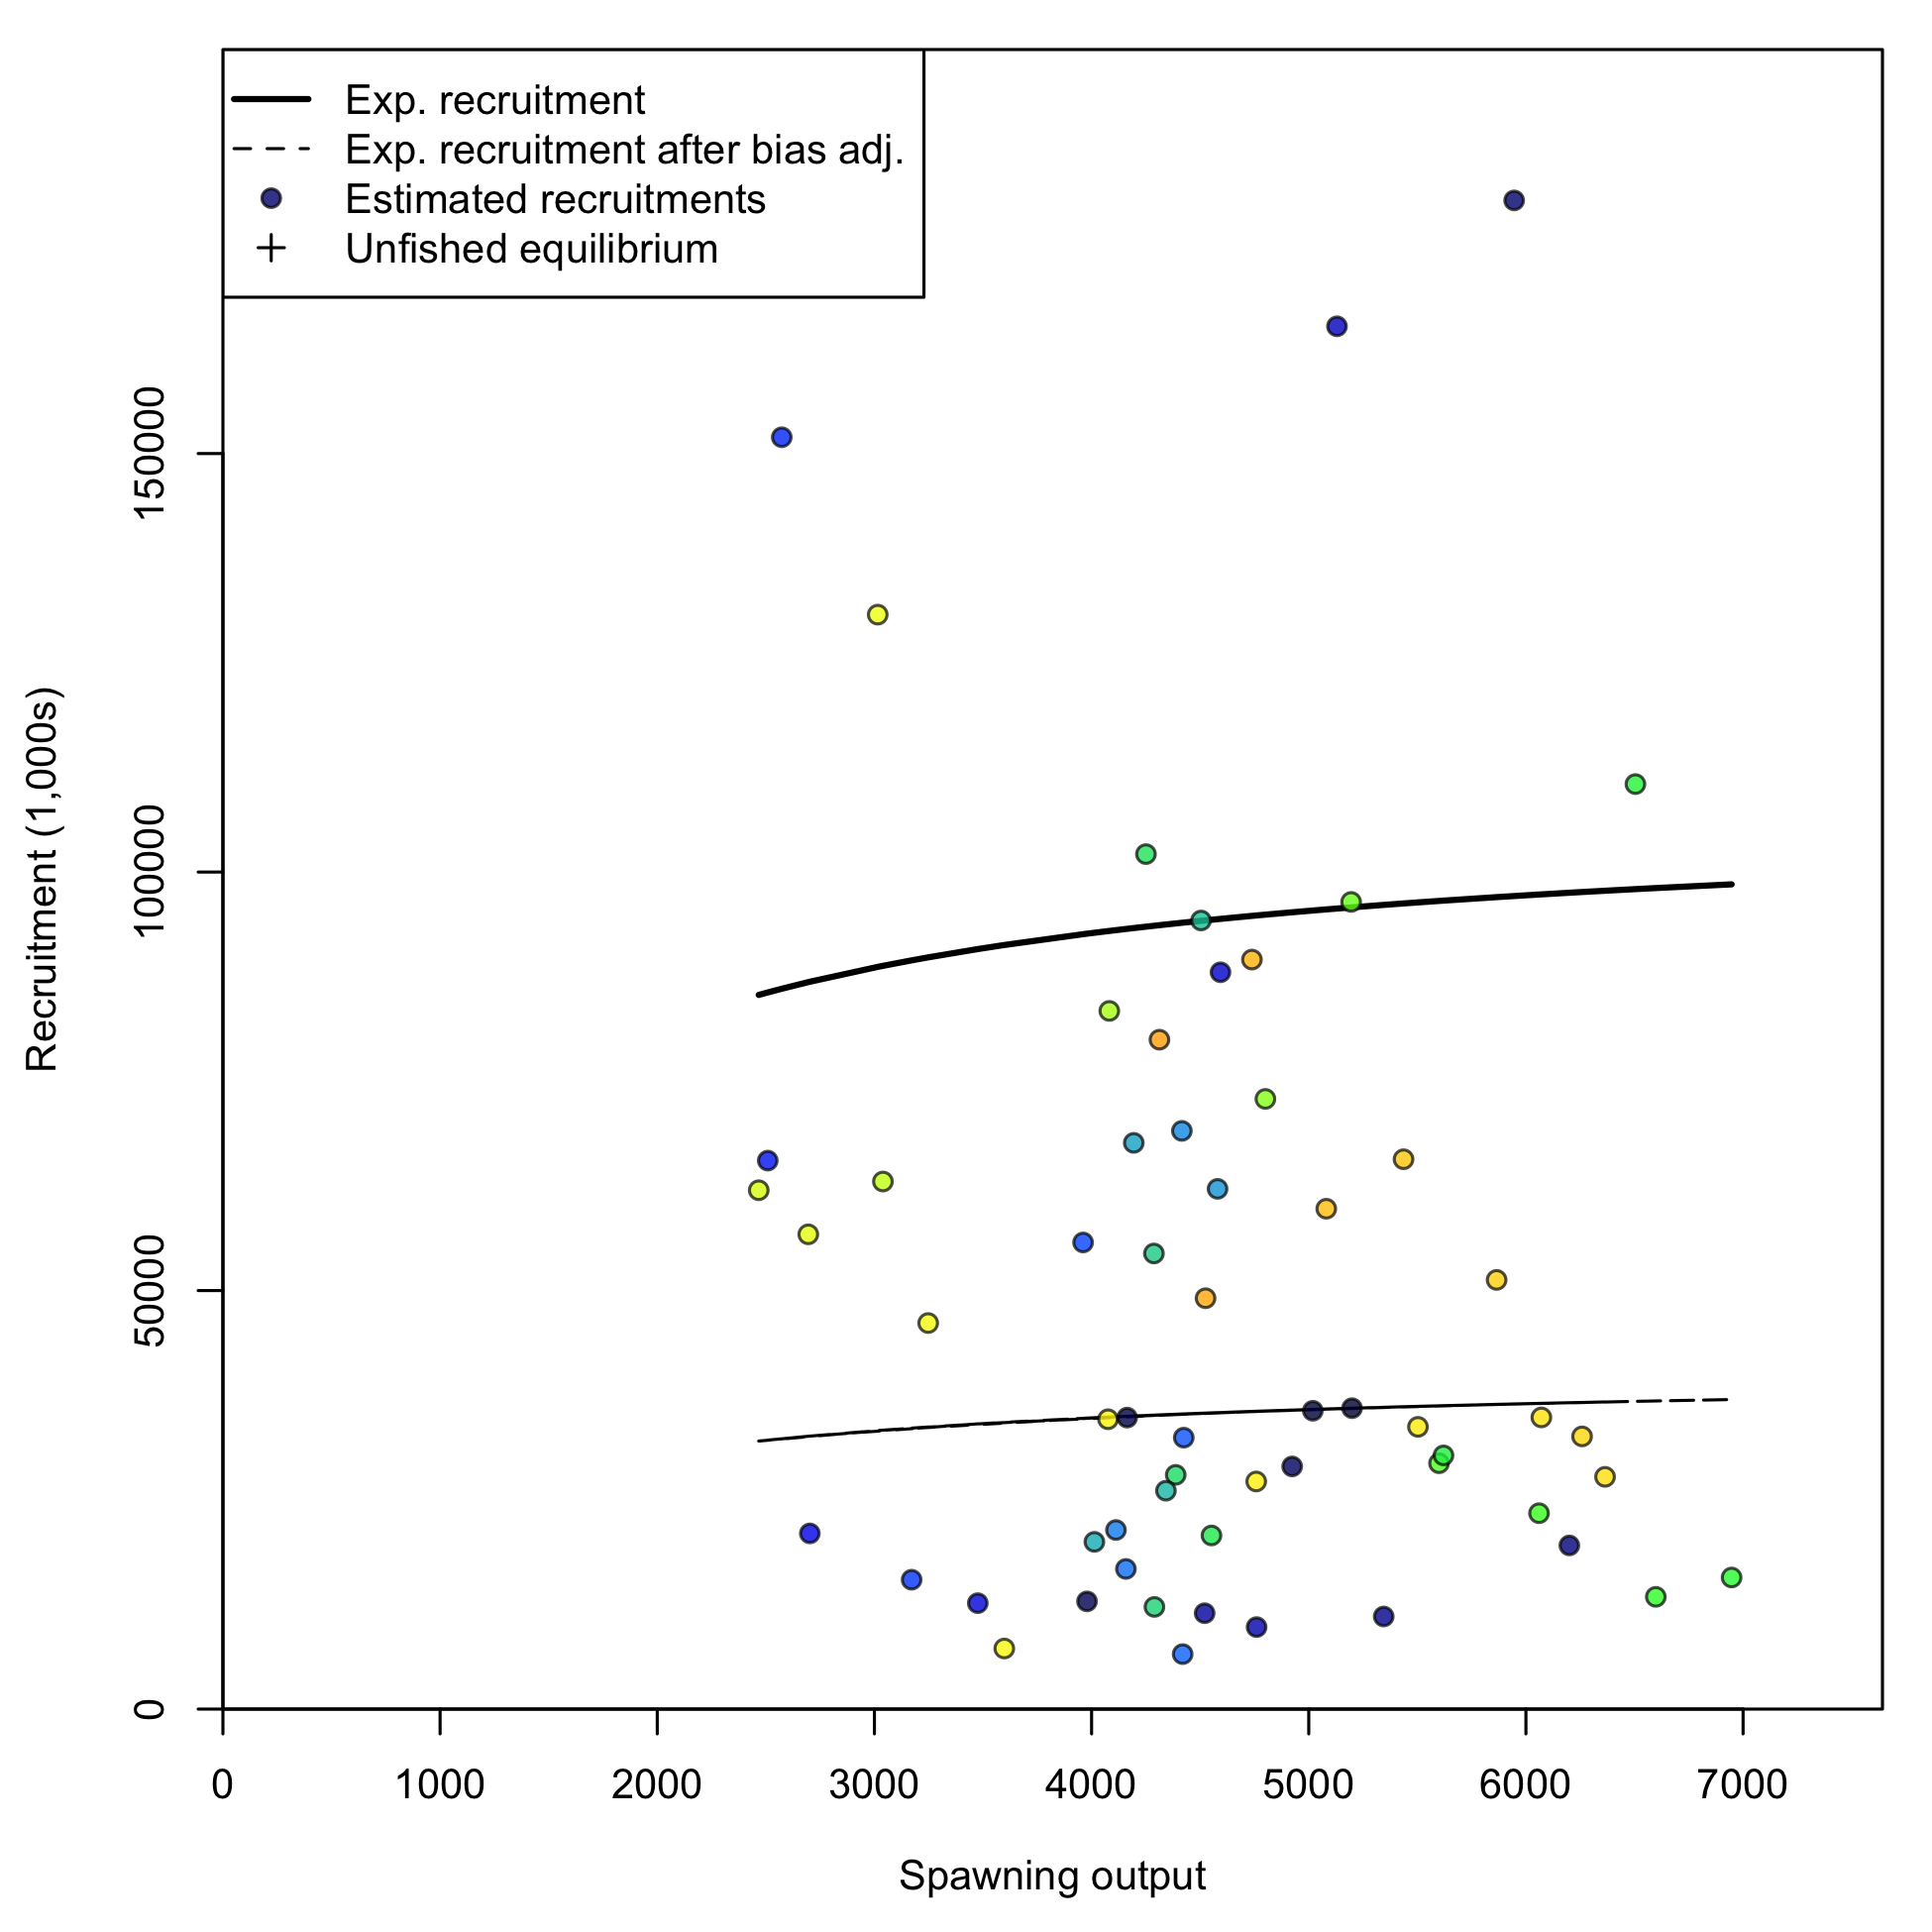 Exp. recruitment
Exp. recruitment after bias adj.
Estimated recruitments
Unfished equilibrium
Recruitment (1,000s)
150000
100000
50000
0
0 1000 2000 3000 4000 5000 6000 7000
Spawning output